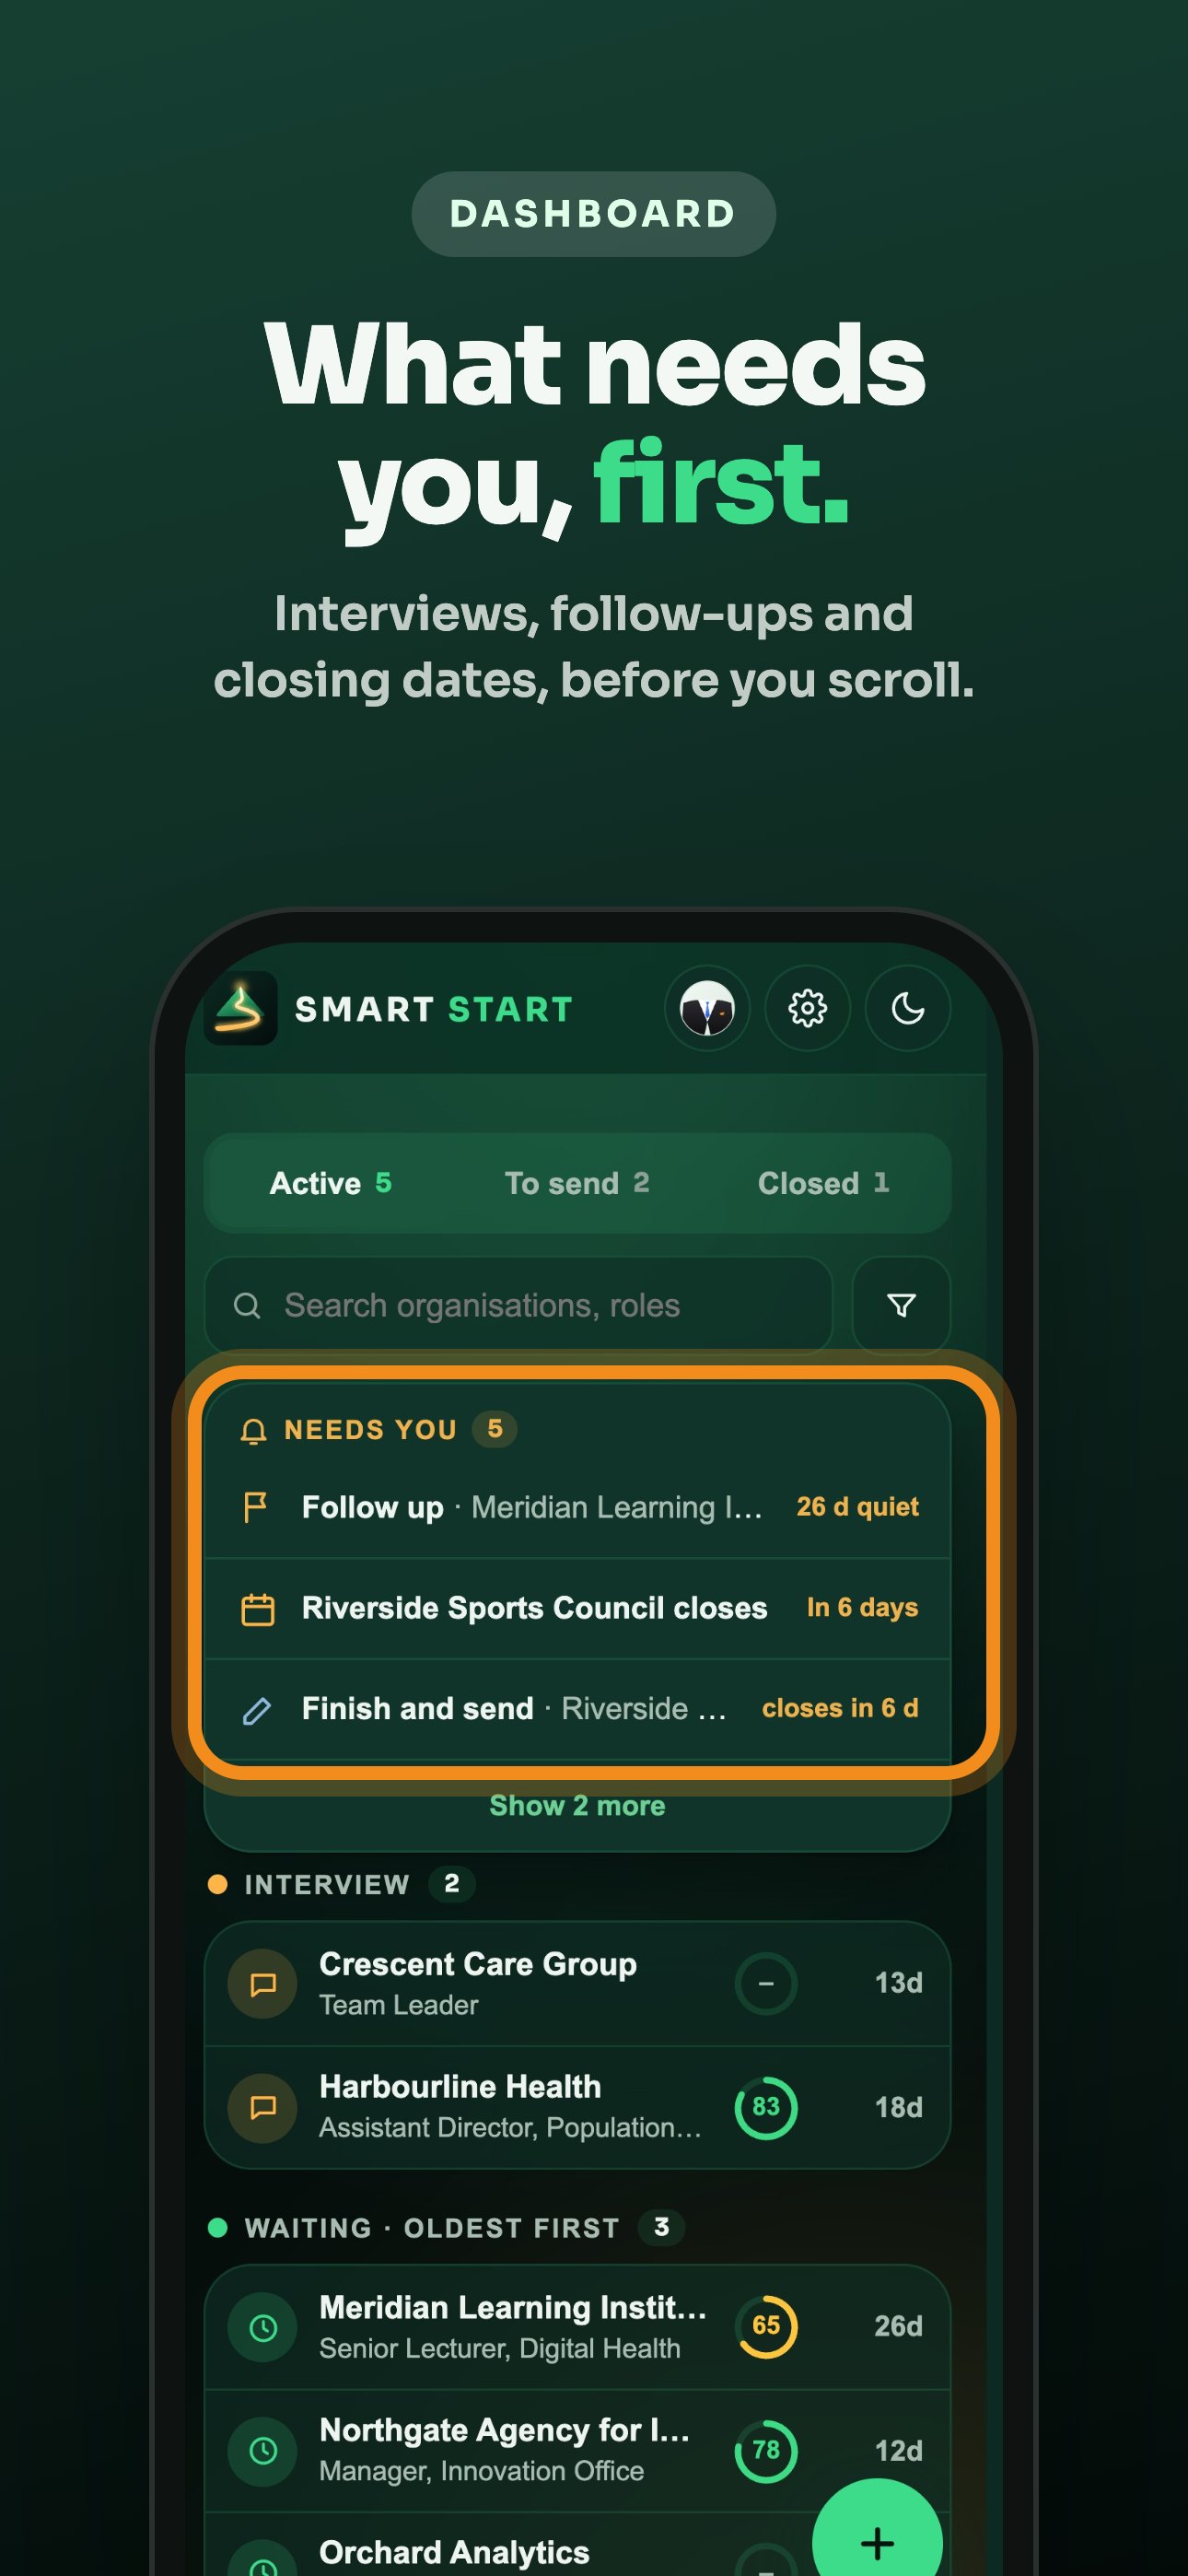 DASHBOARD
What needs
you, first.
Interviews, follow-ups and
closing dates, before you scroll.
SMART START
Active 5 To send 2 Closed 1
Search organisations, roles
NEEDS YOU 5
Follow up · Meridian Learning I... 26 d quiet
Riverside Sports Council closes In 6 days
Finish and send · Riverside ... closes in 6 d
Show 2 more
INTERVIEW 2
Crescent Care Group
Team Leader
– 13d
Harbourline Health
Assistant Director, Population...
83 18d
WAITING · OLDEST FIRST 3
Meridian Learning Instit...
Senior Lecturer, Digital Health
65 26d
Northgate Agency for I...
Manager, Innovation Office
78 12d
Orchard Analytics
–
+